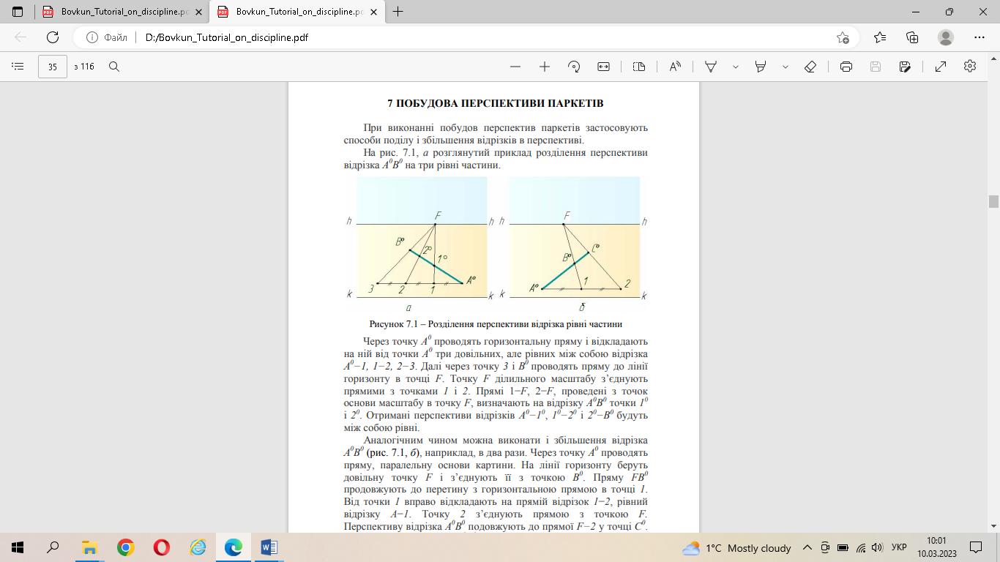 Bovkun_Tutorial_on_discipline.pdf
Bovkun_Tutorial_on_discipline.pd
Файл
D:/Bovkun_Tutorial_on_discipline.pdf
35
з 116
7 ПОБУДОВА ПЕРСПЕКТИВИ ПАРКЕТІВ
При виконанні побудов перспектив паркетів застосовують
способи поділу і збільшення відрізків в перспективі.
На рис. 7.1, а розглянутий приклад розділення перспективи
відрізка A⁰B⁰ на три рівні частини.
h F h h F h
B⁰ 2⁰ 1⁰ A⁰ B⁰ C⁰ A⁰
3 2 1 1 2
k k k k
а б
Рисунок 7.1 – Розділення перспективи відрізка рівні частини
Через точку A⁰ проводять горизонтальну пряму і відкладають
на ній від точки A⁰ три довільних, але рівних між собою відрізка
A⁰−1, 1−2, 2−3. Далі через точку 3 і B⁰ проводять пряму до лінії
горизонту в точці F. Точку F ділильного масштабу з’єднують
прямими з точками 1 і 2. Прямі 1−F, 2−F, проведені з точок
основи масштабу в точку F, визначають на відрізку A⁰B⁰ точки 1⁰
і 2⁰. Отримані перспективи відрізків A⁰−1⁰, 1⁰−2⁰ і 2⁰−B⁰ будуть
між собою рівні.
Аналогічним чином можна виконати і збільшення відрізка
A⁰B⁰ (рис. 7.1, б), наприклад, в два рази. Через точку A⁰ проводять
пряму, паралельну основи картини. На лінії горизонту беруть
довільну точку F і з’єднують її з точкою B⁰. Пряму FB⁰
продовжують до перетину з горизонтальною прямою в точці 1.
Від точки 1 вправо відкладають на прямій відрізок 1−2, рівний
відрізку A−1. Точку 2 з’єднують прямою з точкою F.
Перспективу відрізка A⁰B⁰ подовжують до прямої F−2 у точці C⁰.
1°C Mostly cloudy
УКР
10:01
10.03.2023